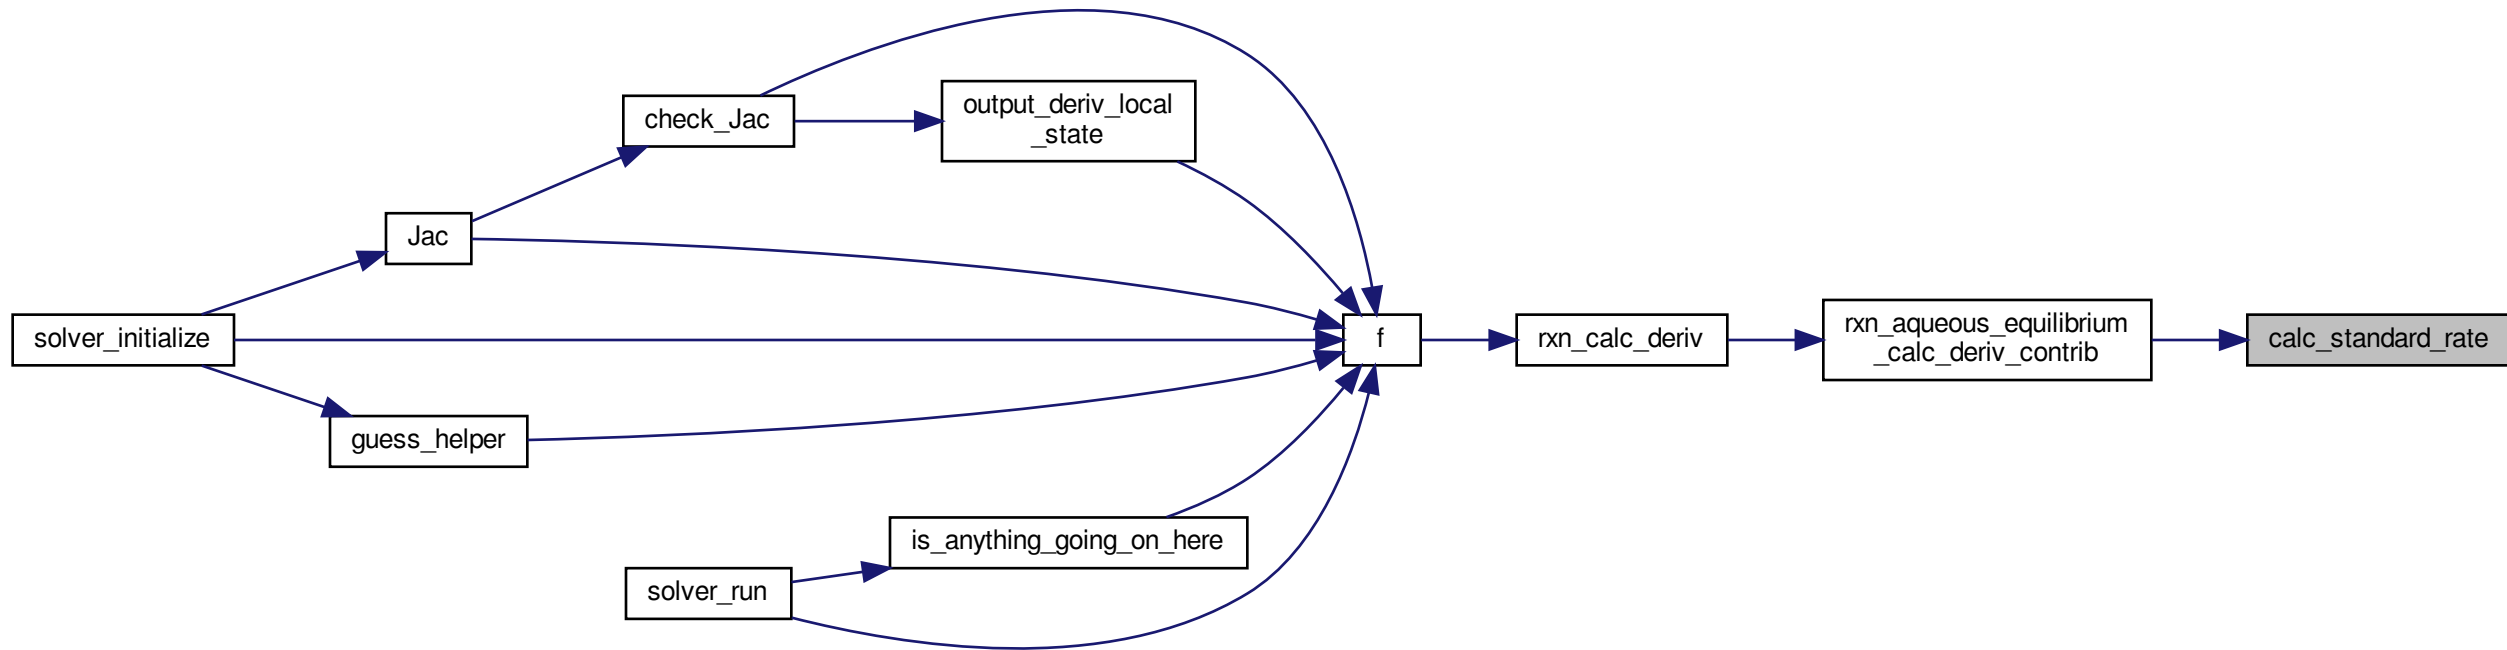 check_Jac
output_deriv_local
_state
Jac
solver_initialize
f
rxn_calc_deriv
rxn_aqueous_equilibrium
_calc_deriv_contrib
calc_standard_rate
guess_helper
is_anything_going_on_here
solver_run